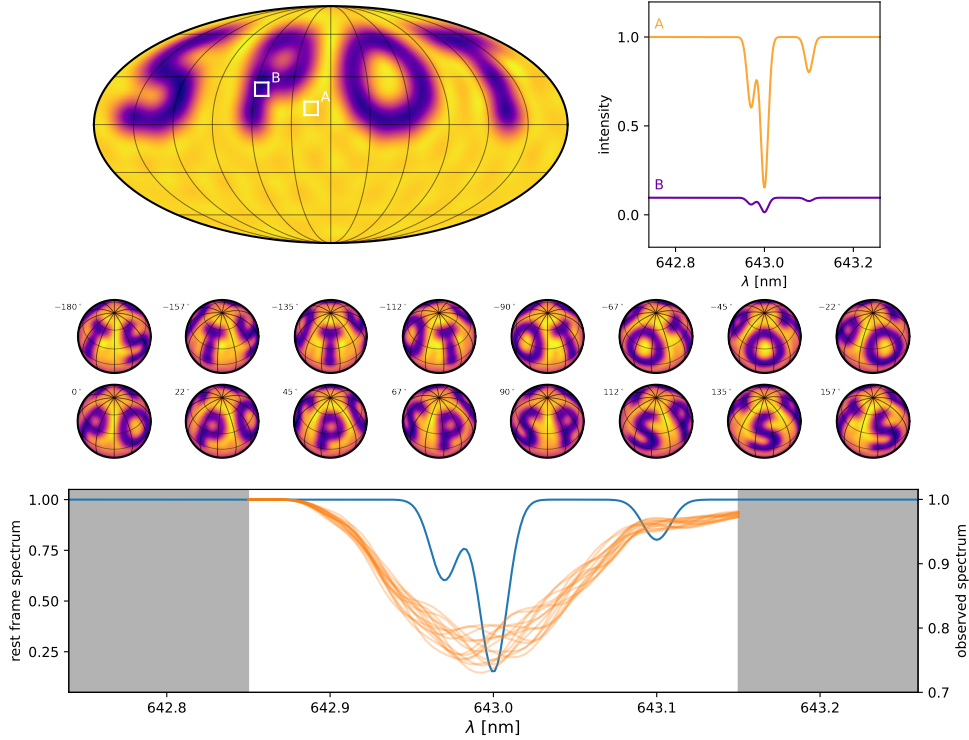 SPOT
B
A
A
1.0
0.5
B
0.0
intensity
642.8 643.0 643.2
λ [nm]
−180° −157° −135° −112° −90° −67° −45° −22°
0° 22° 45° 67° 90° 112° 135° 157°
1.00
0.75
0.50
0.25
rest frame spectrum
1.0
0.9
0.8
0.7
observed spectrum
642.8 642.9 643.0 643.1 643.2
λ [nm]